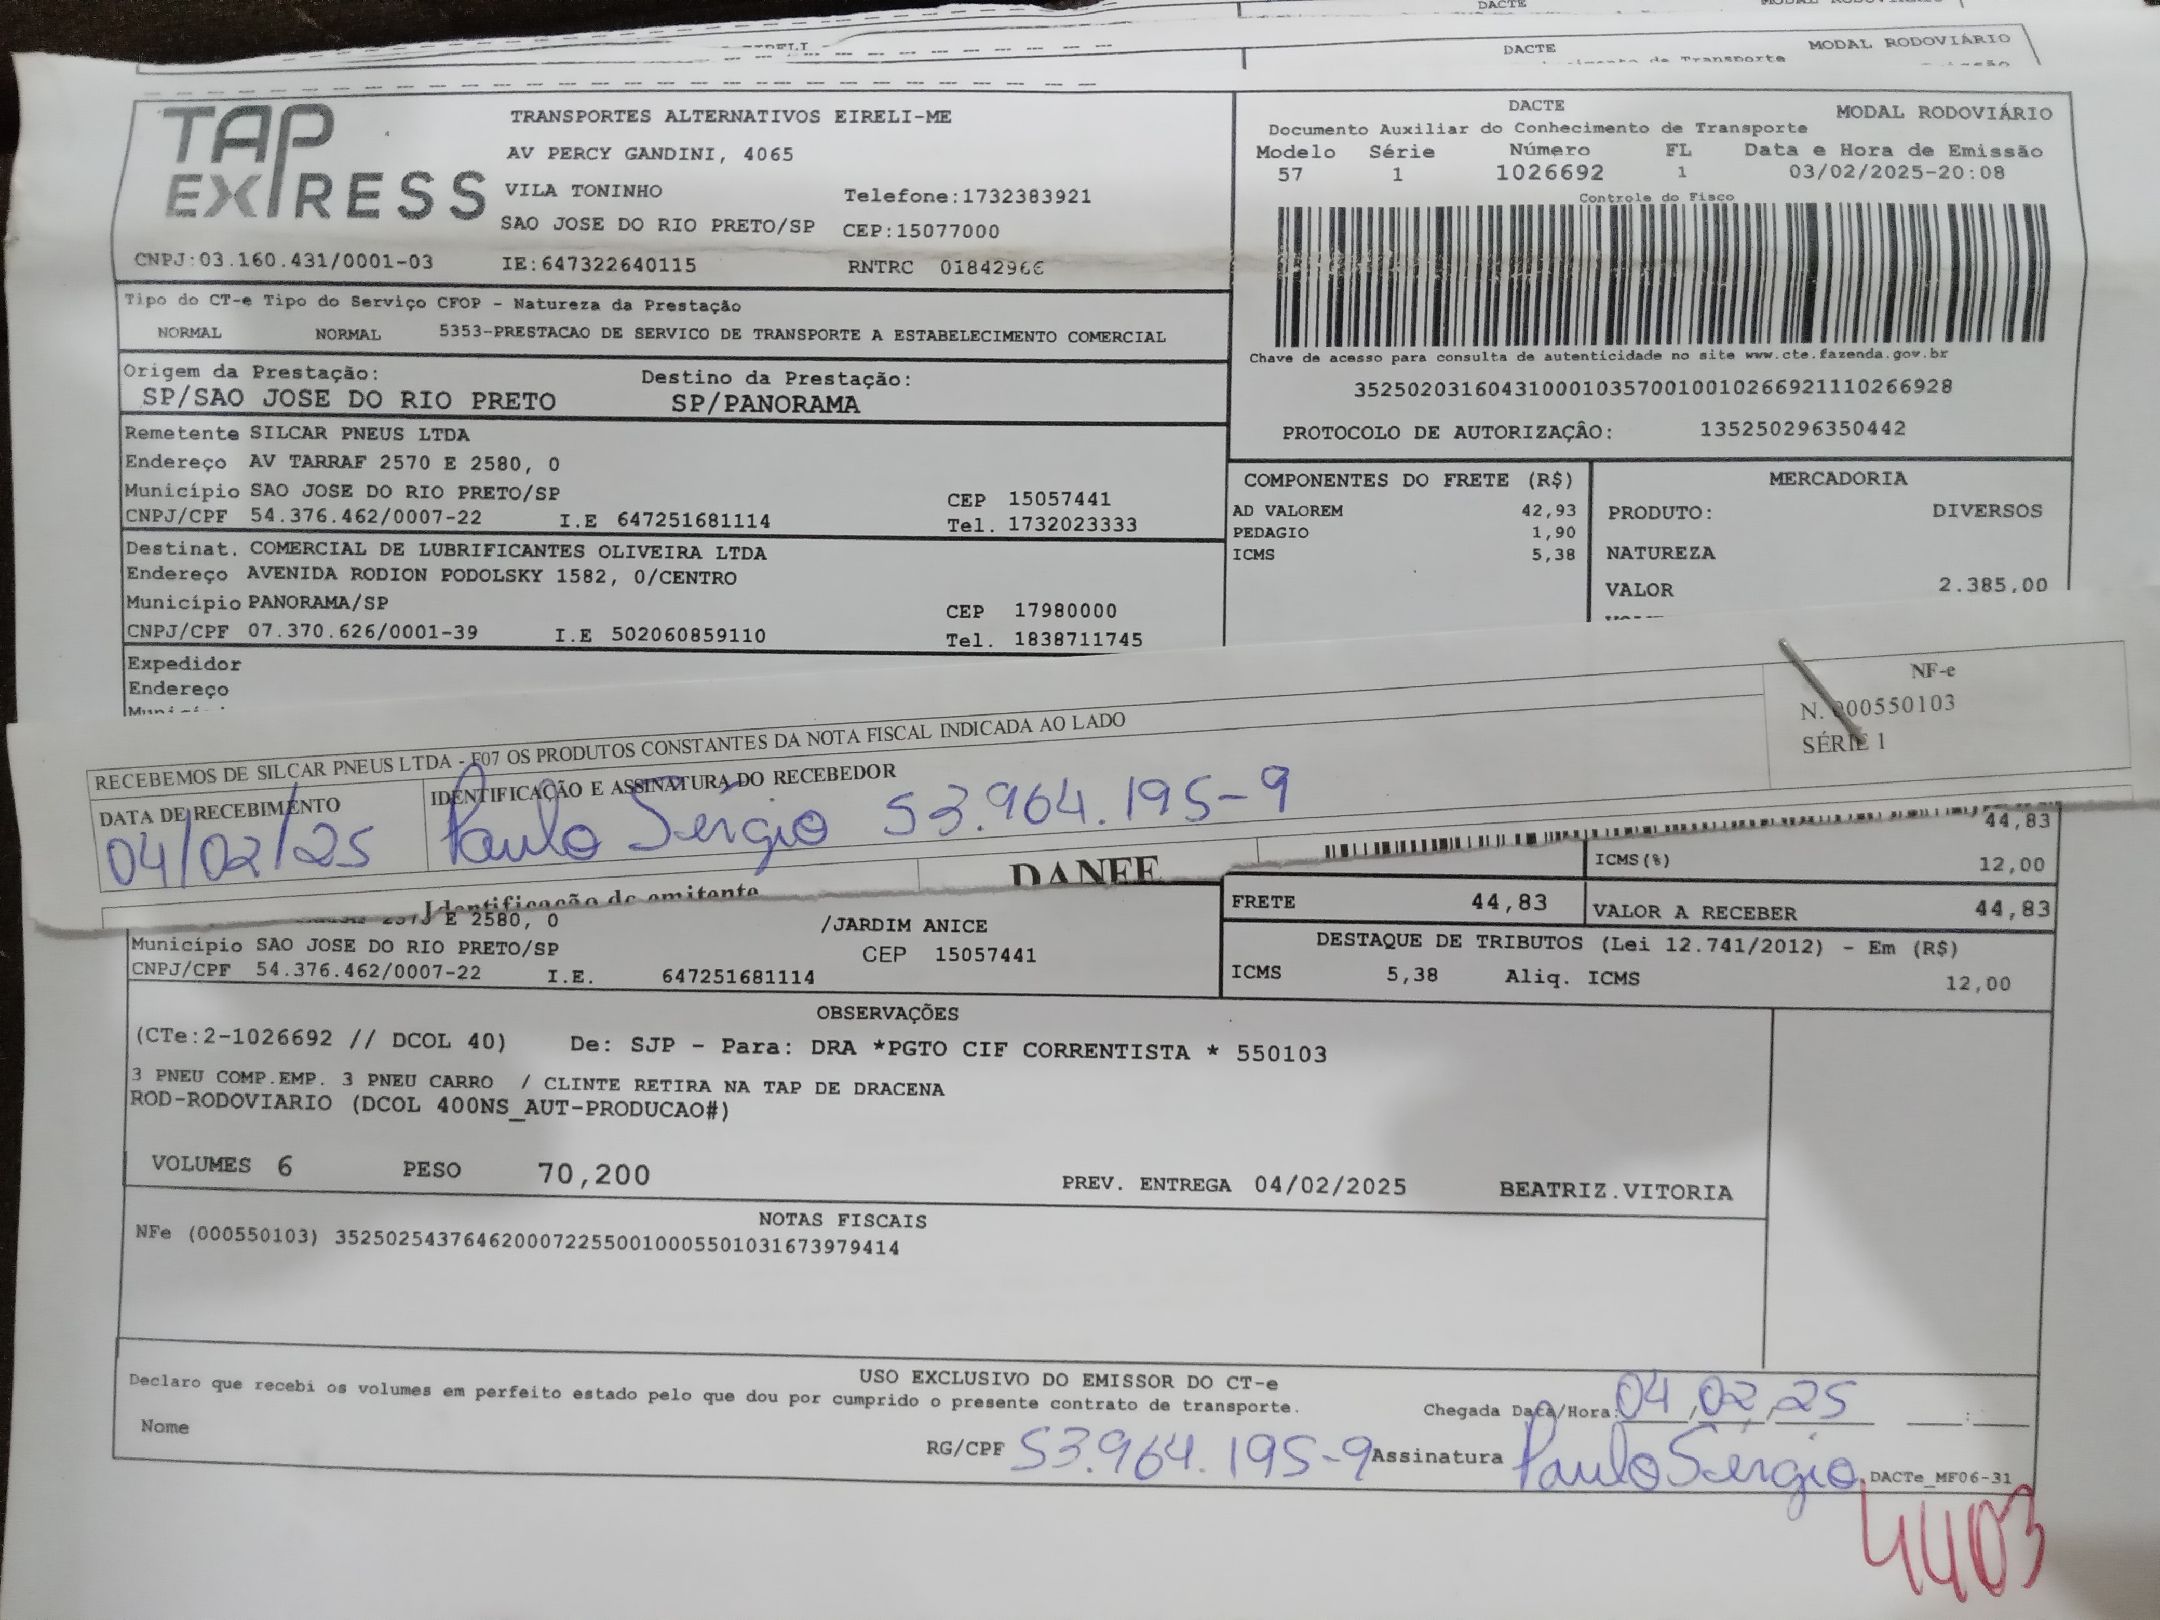 DACTE
DACTE MODAL RODOVIÁRIO
TAP EXPRESS
TRANSPORTES ALTERNATIVOS EIRELI-ME
AV PERCY GANDINI, 4065
VILA TONINHO Telefone:1732383921
SAO JOSE DO RIO PRETO/SP CEP:15077000
CNPJ:03.160.431/0001-03 IE:647322640115 RNTRC 01842966
DACTE MODAL RODOVIÁRIO
Documento Auxiliar do Conhecimento de Transporte
Modelo Série Número FL Data e Hora de Emissão
57 1 1026692 1 03/02/2025-20:08
Controle do Fisco
Chave de acesso para consulta de autenticidade no site www.cte.fazenda.gov.br
35250203160431000103570010010266921110266928
PROTOCOLO DE AUTORIZAÇÂO: 135250296350442
Tipo do CT-e Tipo do Serviço CFOP - Natureza da Prestação
NORMAL NORMAL 5353-PRESTACAO DE SERVICO DE TRANSPORTE A ESTABELECIMENTO COMERCIAL
Origem da Prestação: Destino da Prestação:
SP/SAO JOSE DO RIO PRETO SP/PANORAMA
Remetente SILCAR PNEUS LTDA
Endereço AV TARRAF 2570 E 2580, 0
Município SAO JOSE DO RIO PRETO/SP CEP 15057441
CNPJ/CPF 54.376.462/0007-22 I.E 647251681114 Tel. 1732023333
Destinat. COMERCIAL DE LUBRIFICANTES OLIVEIRA LTDA
Endereço AVENIDA RODION PODOLSKY 1582, 0/CENTRO
Município PANORAMA/SP CEP 17980000
CNPJ/CPF 07.370.626/0001-39 I.E 502060859110 Tel. 1838711745
Expedidor
Endereço
COMPONENTES DO FRETE (R$)
AD VALOREM 42,93
PEDAGIO 1,90
ICMS 5,38
MERCADORIA
PRODUTO: DIVERSOS
NATUREZA
VALOR 2.385,00
RECEBEMOS DE SILCAR PNEUS LTDA - F07 OS PRODUTOS CONSTANTES DA NOTA FISCAL INDICADA AO LADO
DATA DE RECEBIMENTO IDENTIFICAÇÃO E ASSINATURA DO RECEBEDOR
04/02/25 Paulo Sérgio 53.964.195-9
NF-e
N. 000550103
SÉRIE 1
DANFE
Identificação do emitente
44,83
ICMS(%) 12,00
FRETE 44,83 VALOR A RECEBER 44,83
E 2580, 0 /JARDIM ANICE
Município SAO JOSE DO RIO PRETO/SP CEP 15057441
CNPJ/CPF 54.376.462/0007-22 I.E. 647251681114
DESTAQUE DE TRIBUTOS (Lei 12.741/2012) - Em (R$)
ICMS 5,38 Aliq. ICMS 12,00
OBSERVAÇÕES
(CTe:2-1026692 // DCOL 40) De: SJP - Para: DRA *PGTO CIF CORRENTISTA * 550103
3 PNEU COMP.EMP. 3 PNEU CARRO / CLINTE RETIRA NA TAP DE DRACENA
ROD-RODOVIARIO (DCOL 400NS_AUT-PRODUCAO#)
VOLUMES 6 PESO 70,200 PREV. ENTREGA 04/02/2025 BEATRIZ.VITORIA
NOTAS FISCAIS
NFe (000550103) 35250254376462000722550010005501031673979414
USO EXCLUSIVO DO EMISSOR DO CT-e
Declaro que recebi os volumes em perfeito estado pelo que dou por cumprido o presente contrato de transporte.
Chegada Data/Hora: 04,02,25 __:__
Nome RG/CPF 53.964.195-9 Assinatura Paulo Sérgio DACTe_MF06-31
4403